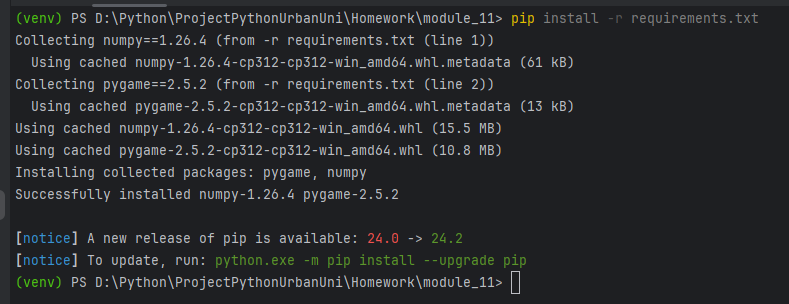 (venv) PS D:\Python\ProjectPythonUrbanUni\Homework\module_11> pip install -r requirements.txt
Collecting numpy==1.26.4 (from -r requirements.txt (line 1))
  Using cached numpy-1.26.4-cp312-cp312-win_amd64.whl.metadata (61 kB)
Collecting pygame==2.5.2 (from -r requirements.txt (line 2))
  Using cached pygame-2.5.2-cp312-cp312-win_amd64.whl.metadata (13 kB)
Using cached numpy-1.26.4-cp312-cp312-win_amd64.whl (15.5 MB)
Using cached pygame-2.5.2-cp312-cp312-win_amd64.whl (10.8 MB)
Installing collected packages: pygame, numpy
Successfully installed numpy-1.26.4 pygame-2.5.2
[notice] A new release of pip is available: 24.0 -> 24.2
[notice] To update, run: python.exe -m pip install --upgrade pip
(venv) PS D:\Python\ProjectPythonUrbanUni\Homework\module_11>